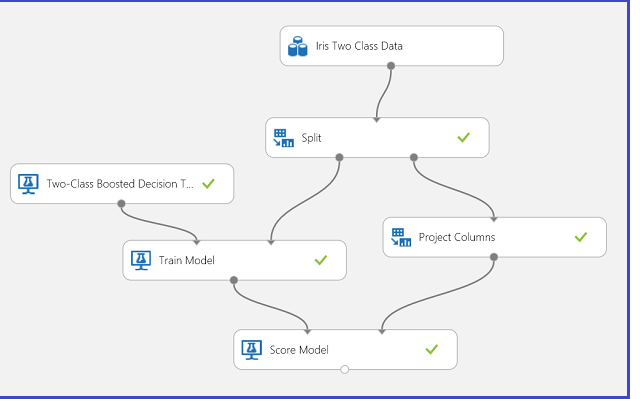 Iris Two Class Data
Split
Two-Class Boosted Decision T...
Project Columns
Train Model
Score Model